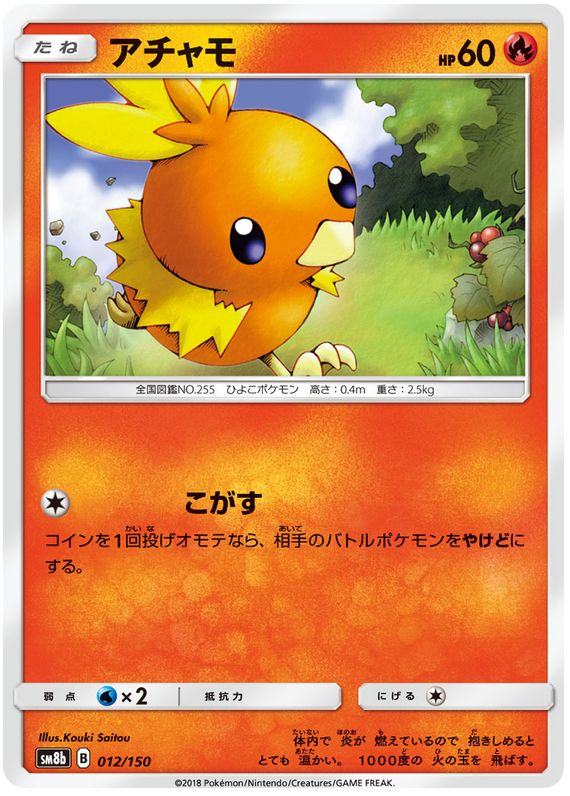 たね アチャモ HP60
全国図鑑NO.255 ひよこポケモン 高さ:0.4m 重さ:2.5kg
こがす
コインを1回投げオモテなら、相手のバトルポケモンをやけどに
する。
弱点 ×2 抵抗力 にげる
Illus.Kouki Saitou
SM8b B 012/150
体内で 炎が 燃えているので 抱きしめると
とても 温かい。 1000度の 火の玉を 飛ばす。
©2018 Pokémon/Nintendo/Creatures/GAME FREAK.